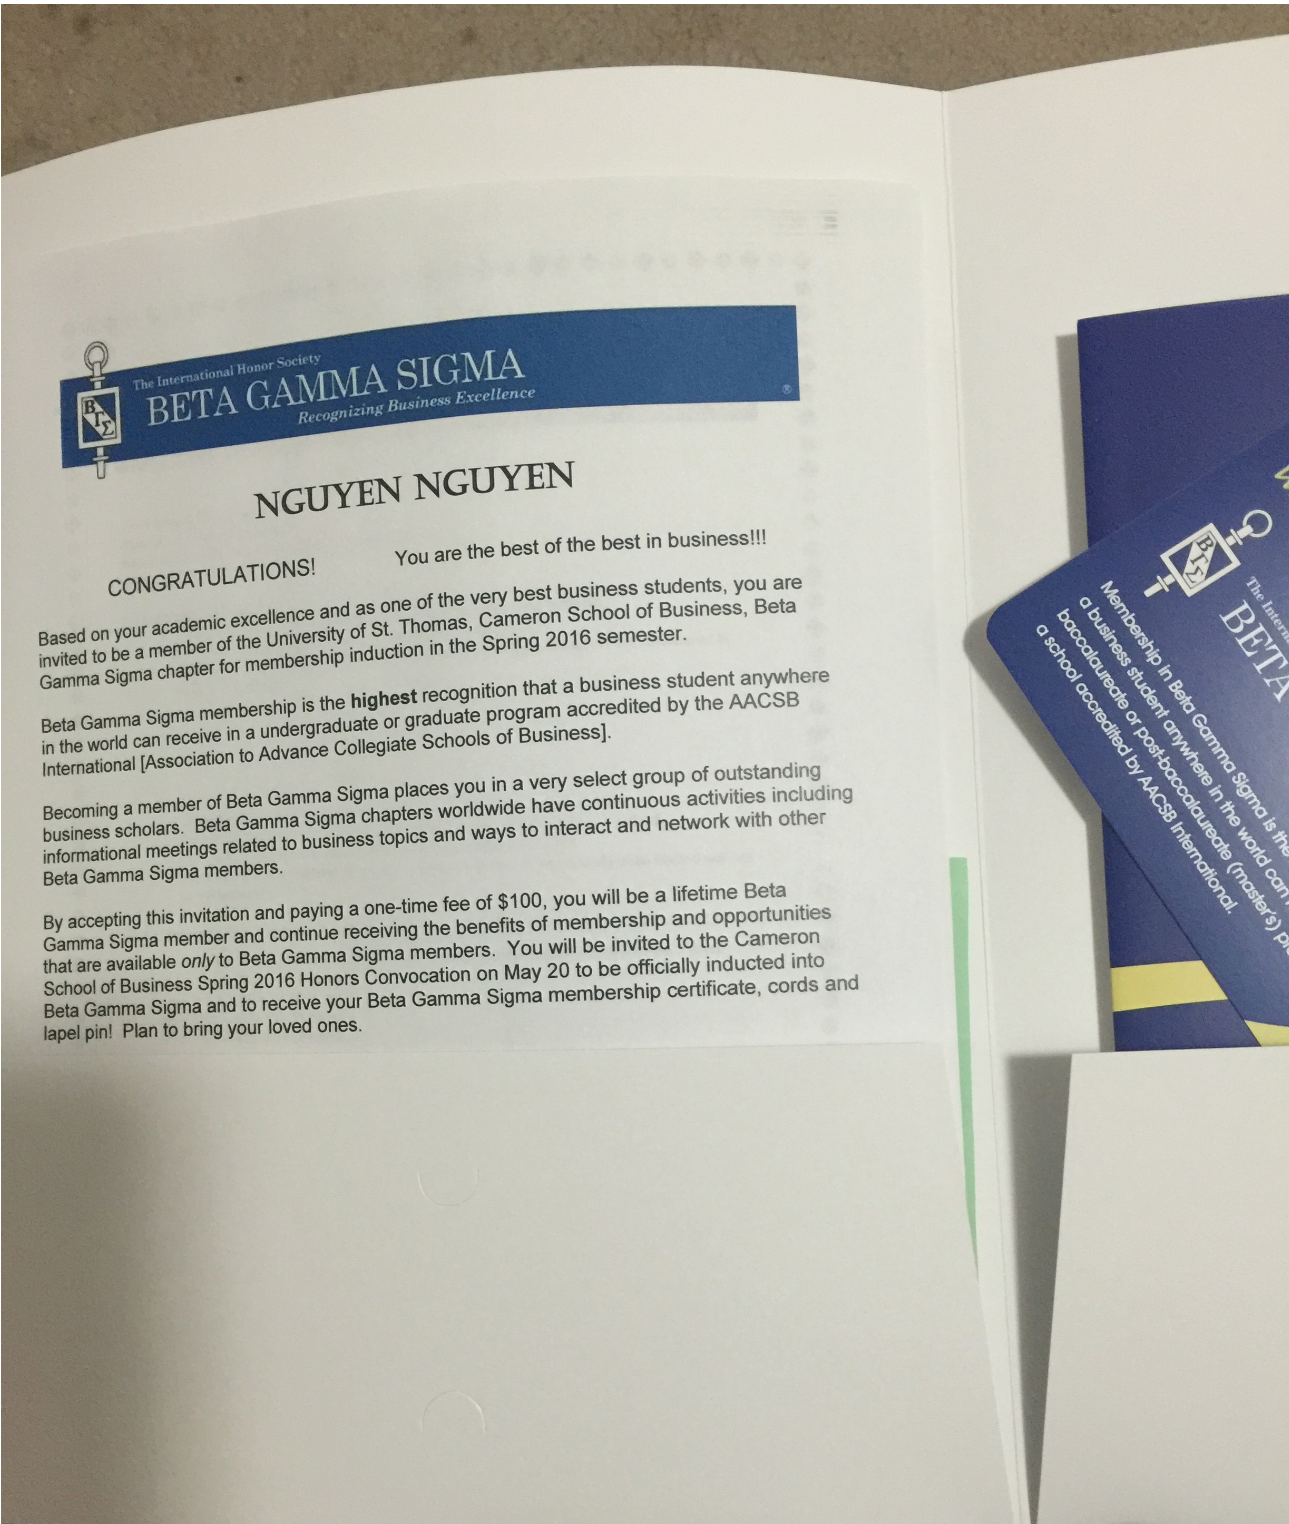 The International Honor Society
BETA GAMMA SIGMA
Recognizing Business Excellence
®
ΒΓΣ
NGUYEN NGUYEN
CONGRATULATIONS! You are the best of the best in business!!!
Based on your academic excellence and as one of the very best business students, you are
invited to be a member of the University of St. Thomas, Cameron School of Business, Beta
Gamma Sigma chapter for membership induction in the Spring 2016 semester.
Beta Gamma Sigma membership is the highest recognition that a business student anywhere
in the world can receive in a undergraduate or graduate program accredited by the AACSB
International [Association to Advance Collegiate Schools of Business].
Becoming a member of Beta Gamma Sigma places you in a very select group of outstanding
business scholars. Beta Gamma Sigma chapters worldwide have continuous activities including
informational meetings related to business topics and ways to interact and network with other
Beta Gamma Sigma members.
By accepting this invitation and paying a one-time fee of $100, you will be a lifetime Beta
Gamma Sigma member and continue receiving the benefits of membership and opportunities
that are available only to Beta Gamma Sigma members. You will be invited to the Cameron
School of Business Spring 2016 Honors Convocation on May 20 to be officially inducted into
Beta Gamma Sigma and to receive your Beta Gamma Sigma membership certificate, cords and
lapel pin! Plan to bring your loved ones.
ΒΓΣ
The Intern
BETA
Membership in Beta Gamma Sigma is the
a business student anywhere in the world can
baccalaureate or post-baccalaureate (master's)
a school accredited by AACSB International.